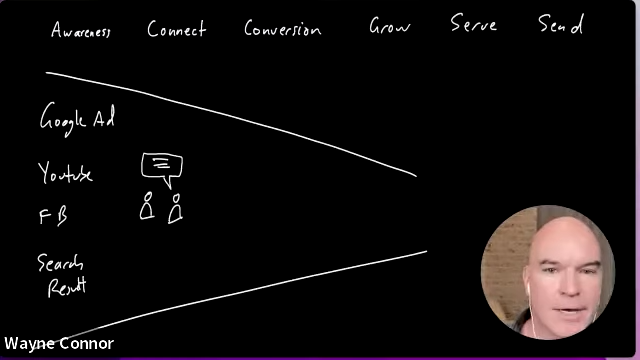 Awareness Connect Conversion Grow Serve Send
Google Ad
Youtube
FB
Search
Result
Wayne Connor